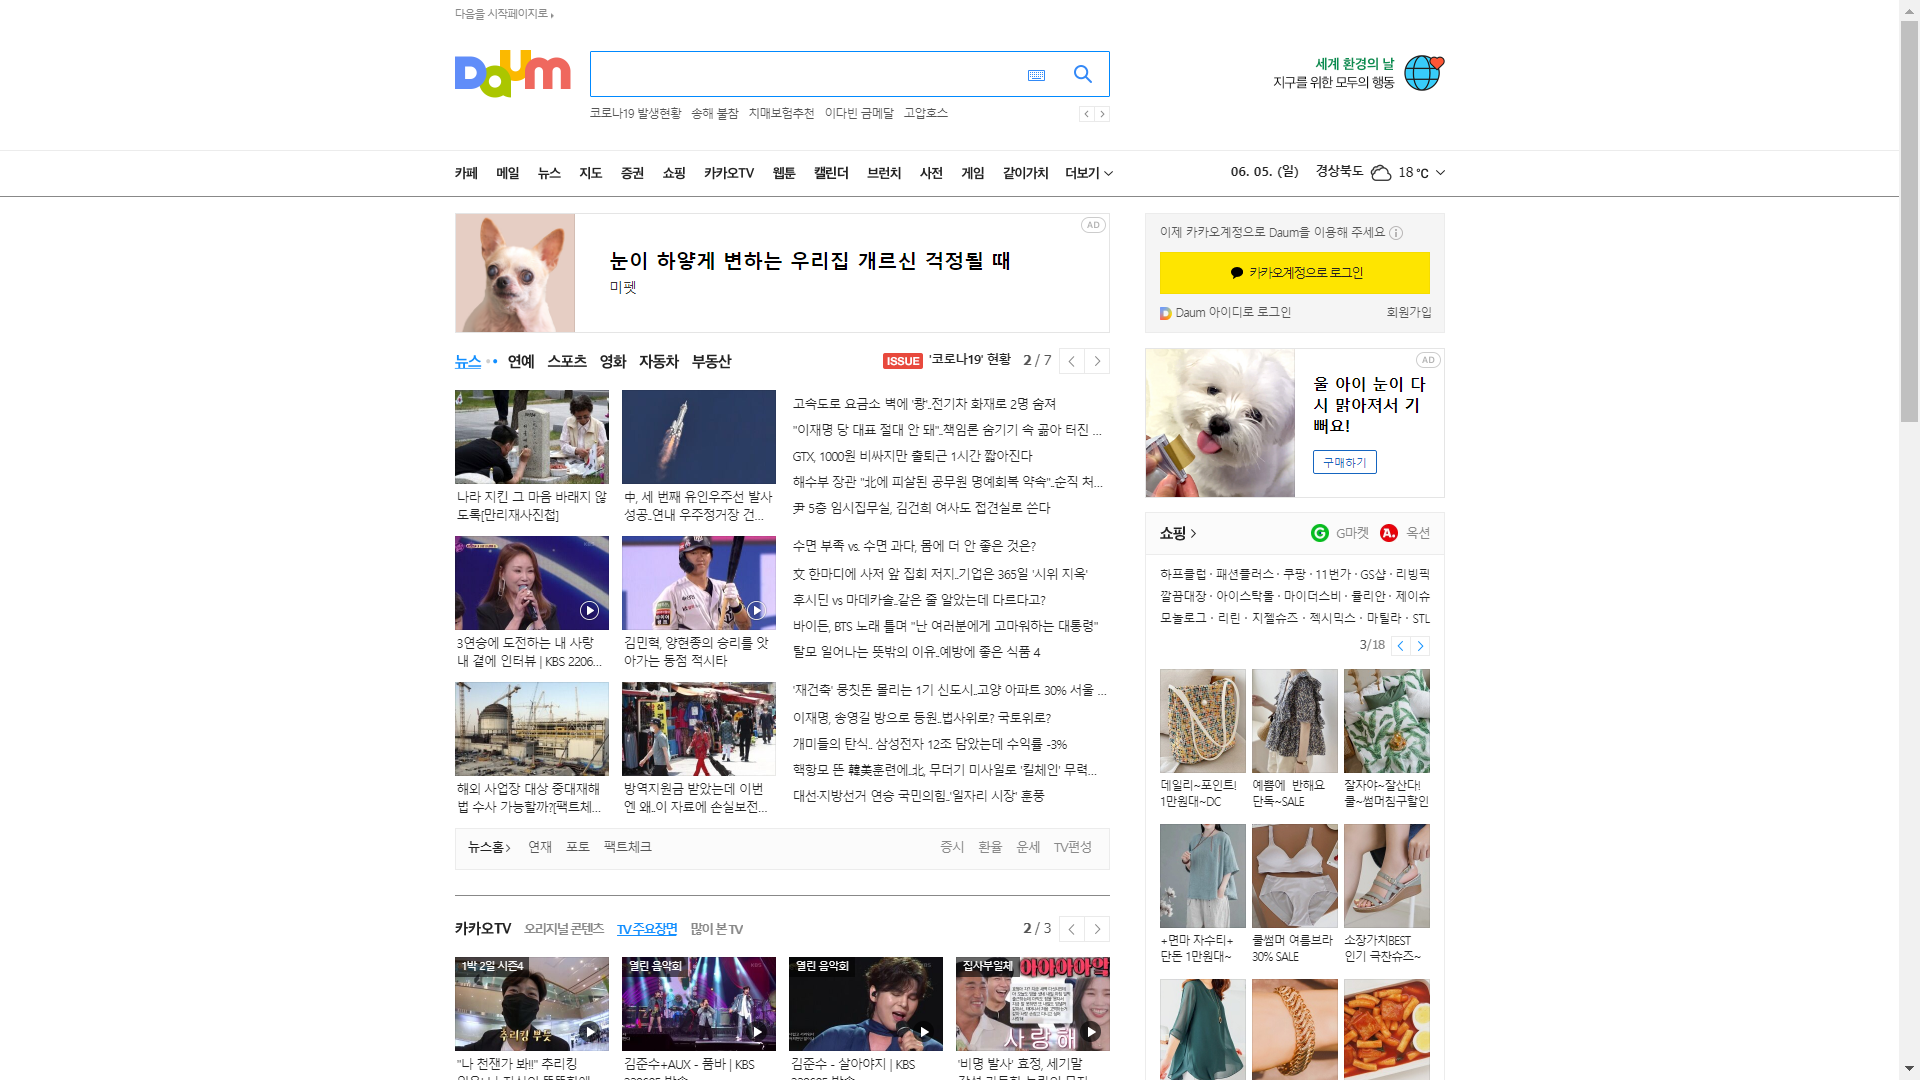 다음을 시작페이지로
Daum
세계 환경의 날
지구를 위한 모두의 행동
코로나19 발생현황 송해 불참 치매보험추천 이다빈 금메달 고압호스
카페 메일 뉴스 지도 증권 쇼핑 카카오TV 웹툰 캘린더 브런치 사전 게임 같이가치 더보기
06. 05. (일) 경상북도 18 ℃
AD
눈이 하얗게 변하는 우리집 개르신 걱정될 때
미펫
이제 카카오계정으로 Daum을 이용해 주세요
카카오계정으로 로그인
Daum 아이디로 로그인 회원가입
뉴스 연예 스포츠 영화 자동차 부동산
ISSUE '코로나19' 현황 2 / 7
나라 지킨 그 마음 바래지 않
도록[만리재사진첩]
中, 세 번째 유인우주선 발사
성공..연내 우주정거장 건...
3연승에 도전하는 내 사랑
내 곁에 인터뷰 | KBS 2206...
김민혁, 양현종의 승리를 앗
아가는 동점 적시타
해외 사업장 대상 중대재해
법 수사 가능할까?[팩트체...
방역지원금 받았는데 이번
엔 왜..이 자료에 손실보전...
고속도로 요금소 벽에 '쾅'..전기차 화재로 2명 숨져
"이재명 당 대표 절대 안 돼"..책임론 숨기기 속 곪아 터진 ...
GTX, 1000원 비싸지만 출퇴근 1시간 짧아진다
해수부 장관 "北에 피살된 공무원 명예회복 약속"..순직 처...
尹 5층 임시집무실, 김건희 여사도 접견실로 쓴다
수면 부족 vs. 수면 과다, 몸에 더 안 좋은 것은?
文 한마디에 사저 앞 집회 저지..기업은 365일 '시위 지옥'
후시딘 vs 마데카솔..같은 줄 알았는데 다르다고?
바이든, BTS 노래 틀며 "난 여러분에게 고마워하는 대통령"
탈모 일어나는 뜻밖의 이유..예방에 좋은 식품 4
'재건축' 뭉칫돈 몰리는 1기 신도시..고양 아파트 30% 서울 ...
이재명, 송영길 방으로 등원..법사위로? 국토위로?
개미들의 탄식.. 삼성전자 12조 담았는데 수익률 -3%
핵항모 뜬 韓美훈련에..北, 무더기 미사일로 '킬체인' 무력...
대선·지방선거 연승 국민의힘..'일자리 시장' 훈풍
뉴스홈 연재 포토 팩트체크 증시 환율 운세 TV편성
카카오TV 오리지널 콘텐츠 TV 주요장면 많이 본 TV 2 / 3
1박 2일 시즌4
추리킹 뿌듯
"나 천잰가 봐!!" 추리킹
열린 음악회
김준수+AUX - 품바 | KBS
열린 음악회
김준수 - 살아야지 | KBS
집사부일체
아아아아악
사랑해
'비명 발사' 효정, 세기말
AD
울 아이 눈이 다
시 맑아져서 기
뻐요!
구매하기
쇼핑 G마켓 옥션
하프클럽 · 패션플러스 · 쿠팡 · 11번가 · GS샵 · 리빙픽
깔끔대장 · 아이스탁몰 · 마이더스비 · 율리안 · 제이슈
모놀로그 · 리린 · 지젤슈즈 · 젝시믹스 · 마틸라 · STL
3/18
데일리~포인트!
1만원대~DC
예쁨에 반해요
단독~SALE
잘자야~잘산다!
쿨~썸머침구할인
+면마 자수티+
단돈 1만원대~
쿨썸머 여름브라
30% SALE
소장가치BEST
인기 극찬슈즈~